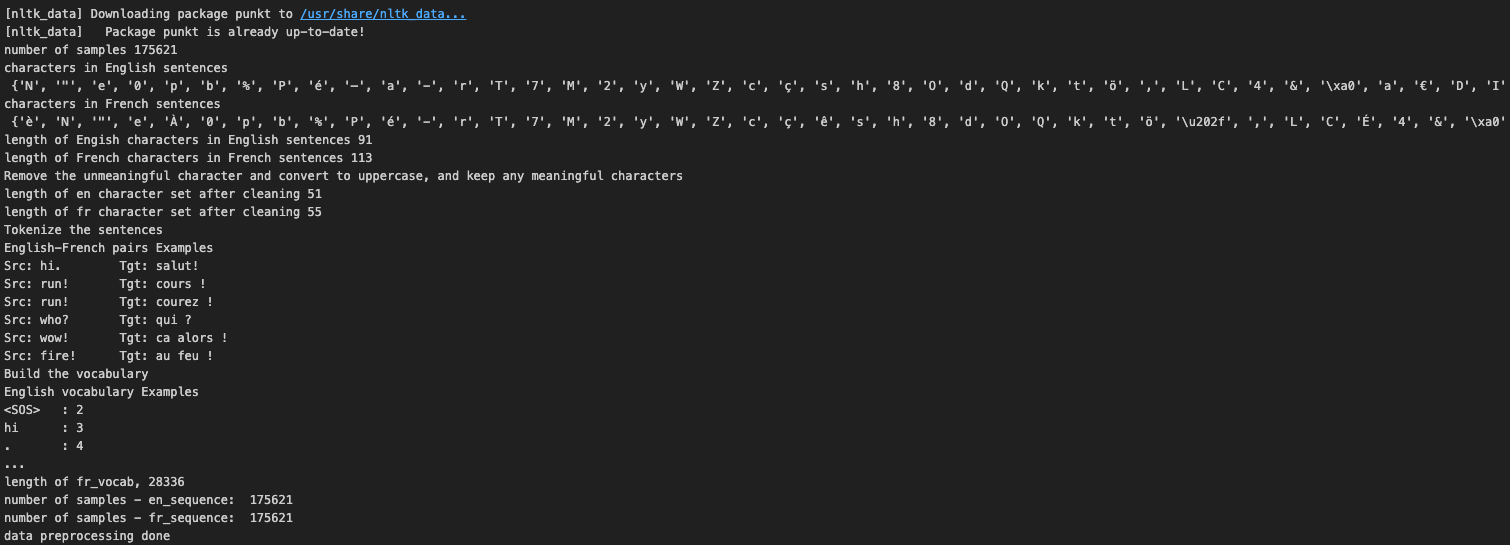 [nltk_data] Downloading package punkt to /usr/share/nltk_data...
[nltk_data]   Package punkt is already up-to-date!
number of samples 175621
characters in English sentences
 {'N', '"', 'e', '0', 'p', 'b', '%', 'P', 'é', '—', 'a', '-', 'r', 'T', '7', 'M', '2', 'y', 'W', 'Z', 'c', 'ç', 's', 'h', '8', 'O', 'd', 'Q', 'k', 't', 'ö', ',', 'L', 'C', '4', '&', '\xa0', 'a', '€', 'D', 'I'
characters in French sentences
 {'è', 'N', '"', 'e', 'À', '0', 'p', 'b', '%', 'P', 'é', '-', 'r', 'T', '7', 'M', '2', 'y', 'W', 'Z', 'c', 'ç', 'ê', 's', 'h', '8', 'd', 'O', 'Q', 'k', 't', 'ö', '\u202f', ',', 'L', 'C', 'É', '4', '&', '\xa0'
length of Engish characters in English sentences 91
length of French characters in French sentences 113
Remove the unmeaningful character and convert to uppercase, and keep any meaningful characters
length of en character set after cleaning 51
length of fr character set after cleaning 55
Tokenize the sentences
English-French pairs Examples
Src: hi.        Tgt: salut!
Src: run!       Tgt: cours !
Src: run!       Tgt: courez !
Src: who?       Tgt: qui ?
Src: wow!       Tgt: ca alors !
Src: fire!      Tgt: au feu !
Build the vocabulary
English vocabulary Examples
<SOS>   : 2
hi      : 3
.       : 4
...
length of fr_vocab, 28336
number of samples - en_sequence:  175621
number of samples - fr_sequence:  175621
data preprocessing done